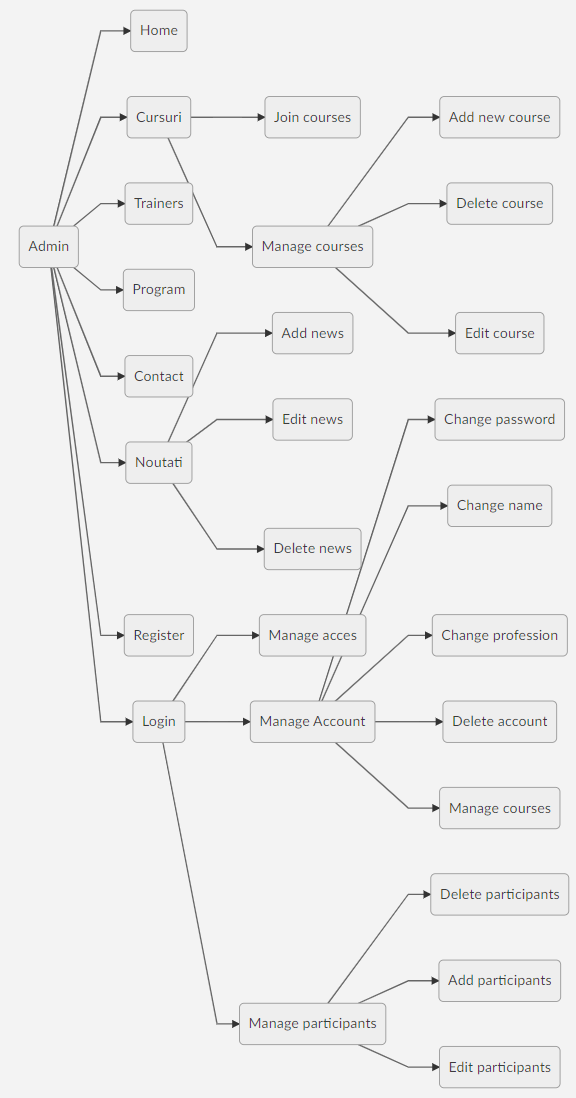 Home
Cursuri
Join courses
Add new course
Trainers
Delete course
Admin
Manage courses
Program
Add news
Edit course
Contact
Edit news
Change password
Noutati
Change name
Delete news
Register
Manage acces
Change profession
Login
Manage Account
Delete account
Manage courses
Delete participants
Add participants
Manage participants
Edit participants